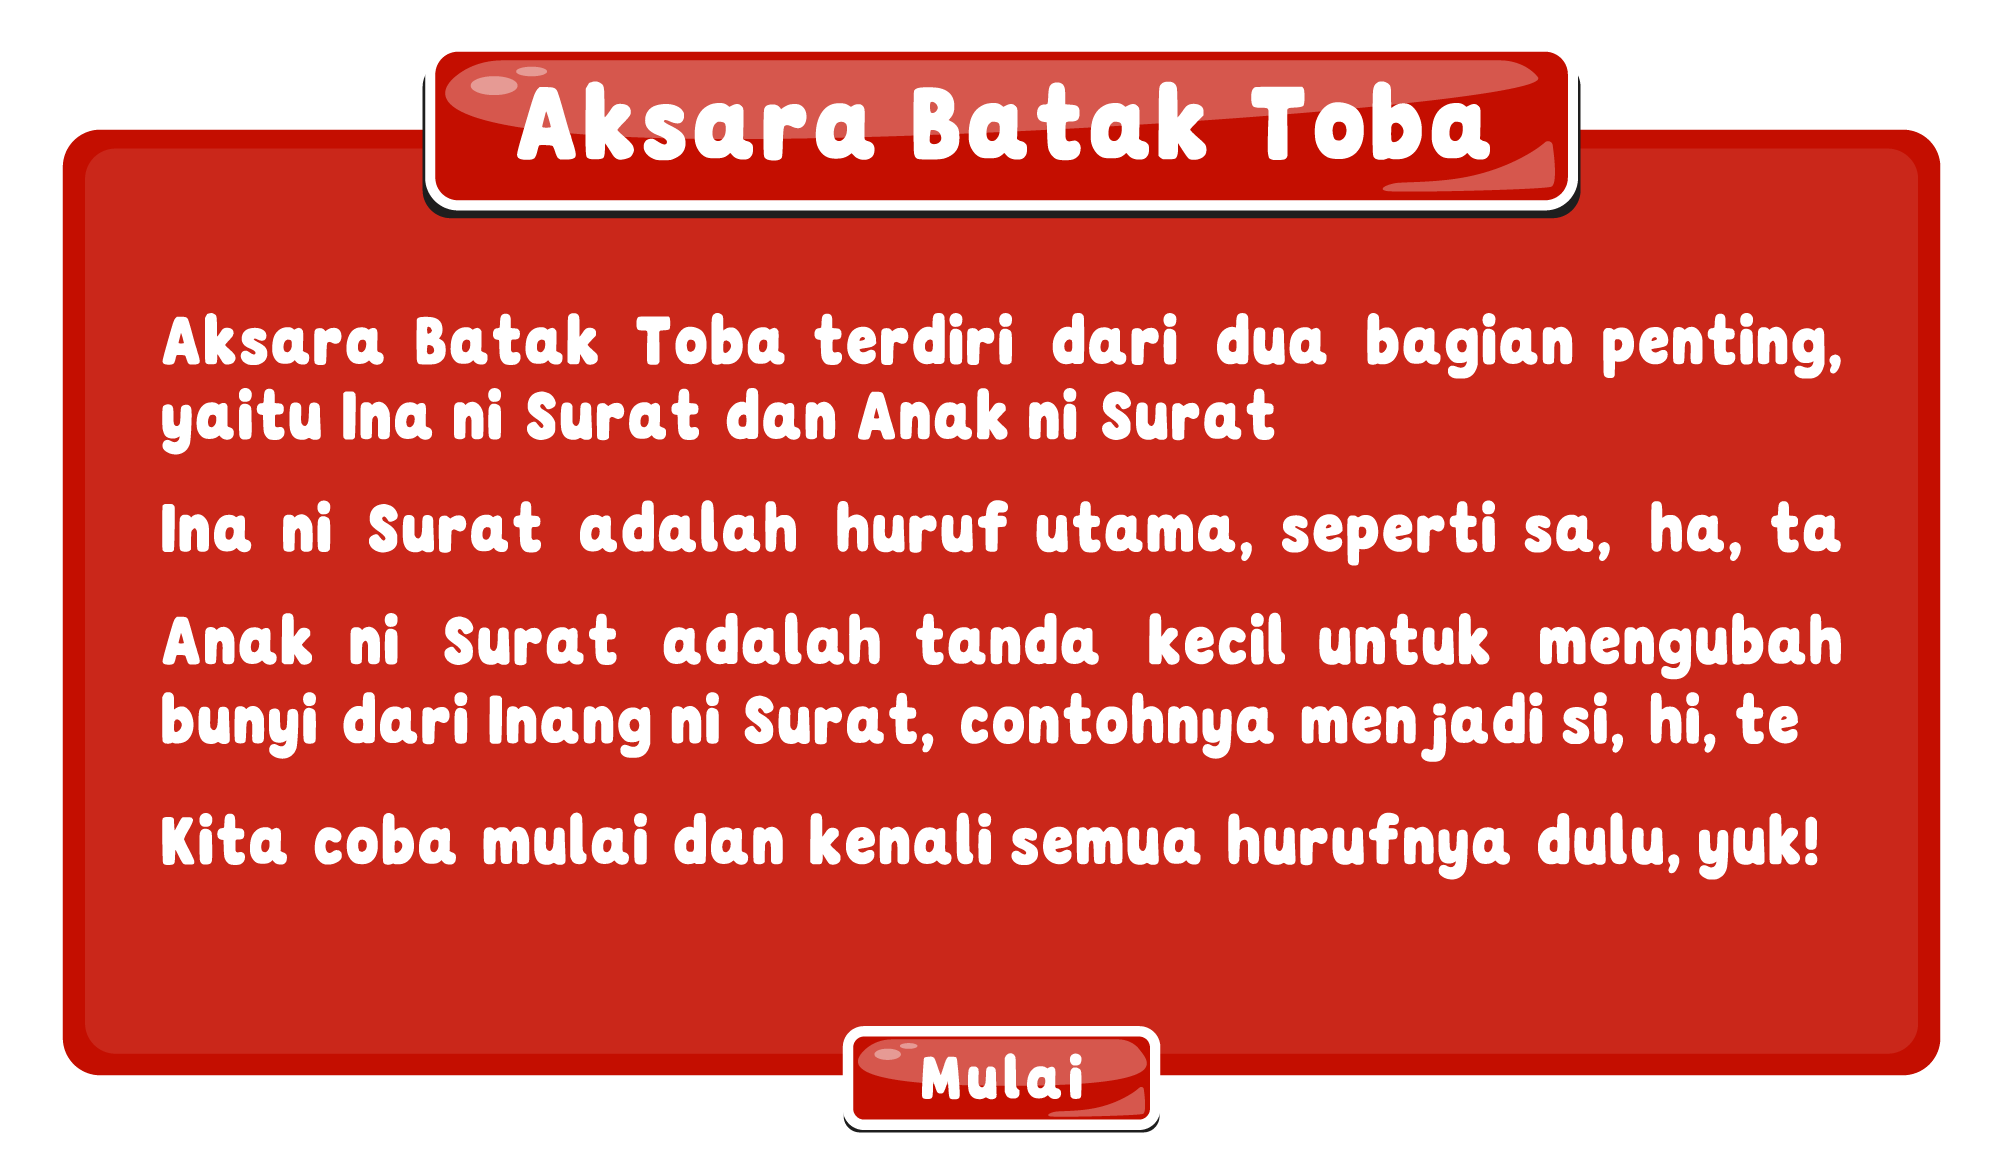 Aksara Batak Toba
Aksara Batak Toba terdiri dari dua bagian penting,
yaitu Ina ni Surat dan Anak ni Surat
Ina ni Surat adalah huruf utama, seperti sa, ha, ta
Anak ni Surat adalah tanda kecil untuk mengubah
bunyi dari Inang ni Surat, contohnya menjadi si, hi, te
Kita coba mulai dan kenali semua hurufnya dulu, yuk!
Mulai